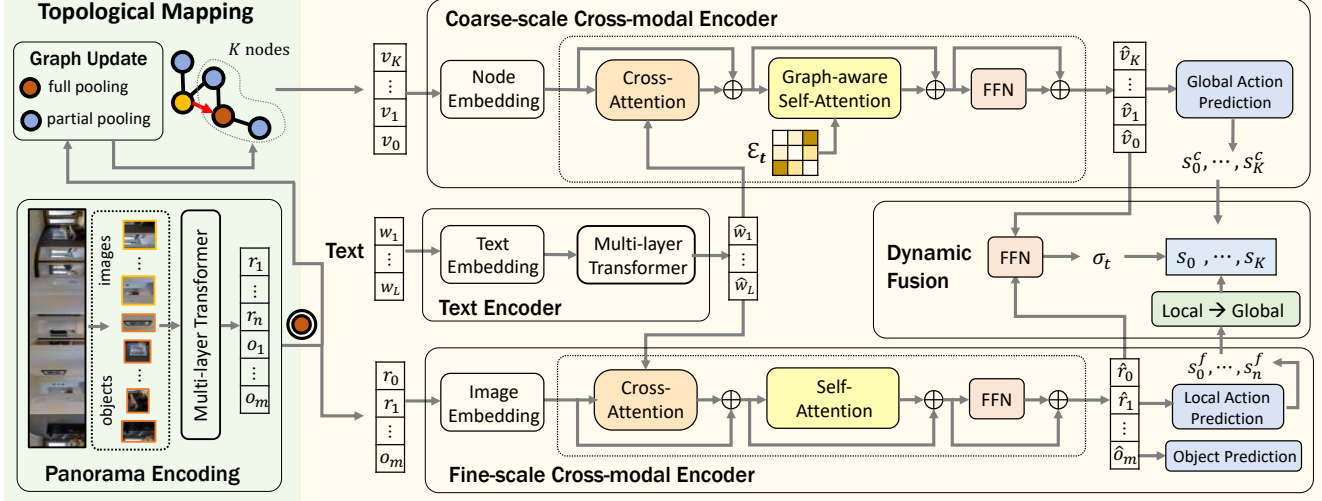 Topological Mapping
Graph Update
full pooling
partial pooling
K nodes
images
⋮
objects
Multi-layer Transformer
r_1
⋮
r_n
o_1
⋮
o_m
Panorama Encoding
Coarse-scale Cross-modal Encoder
v_K
⋮
v_1
v_0
Node
Embedding
Cross-
Attention
Graph-aware
Self-Attention
FFN
ℰ_t
v̂_K
⋮
v̂_1
v̂_0
Global Action
Prediction
s_0^c, ⋯, s_K^c
Text
w_1
⋮
w_L
Text
Embedding
Multi-layer
Transformer
Text Encoder
ŵ_1
⋮
ŵ_L
Dynamic
Fusion
FFN
σ_t
s_0 , ⋯, s_K
Local → Global
s_0^f, ⋯, s_n^f
r_0
r_1
⋮
o_m
Image
Embedding
Cross-
Attention
Self-
Attention
FFN
r̂_0
r̂_1
⋮
ô_m
Local Action
Prediction
Object Prediction
Fine-scale Cross-modal Encoder